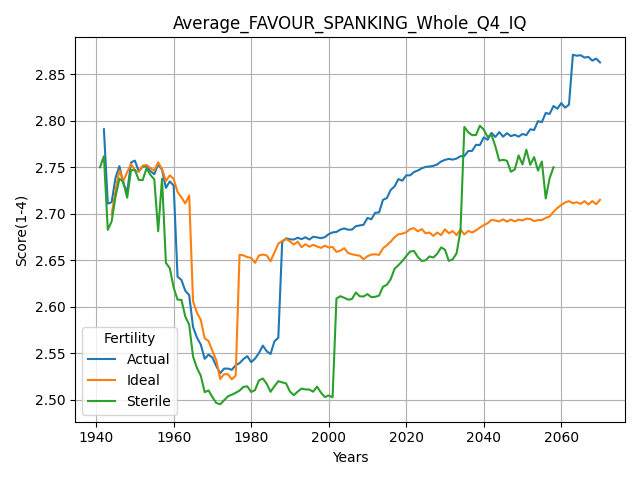 Average_FAVOUR_SPANKING_Whole_Q4_IQ
Score(1-4)
2.85
2.80
2.75
2.70
2.65
2.60
2.55
2.50
Fertility
Actual
Ideal
Sterile
1940 1960 1980 2000 2020 2040 2060
Years